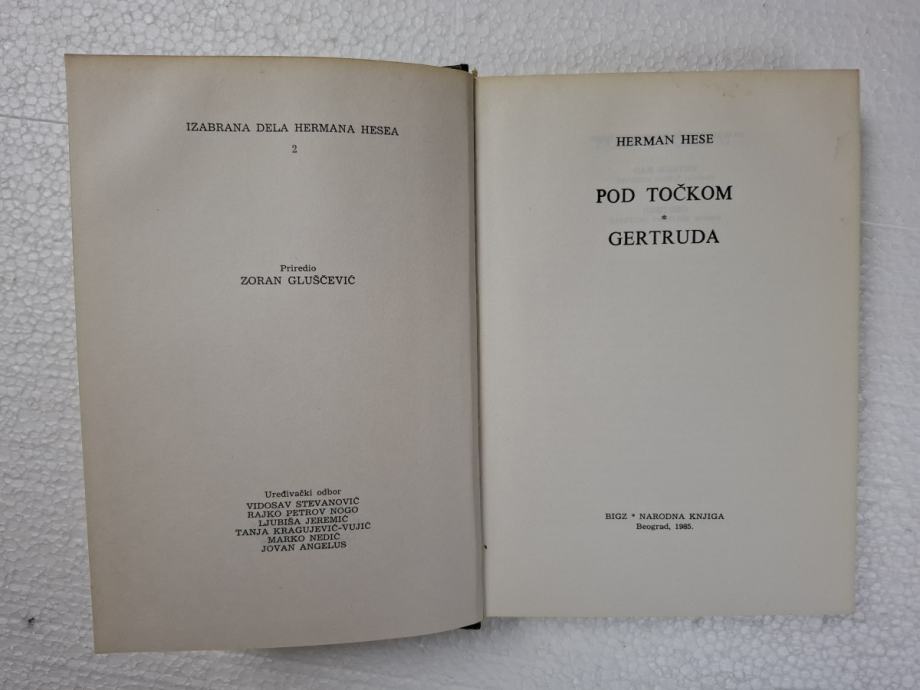 IZABRANA DELA HERMANA HESEA
2
Priredio
ZORAN GLUŠČEVIĆ
Uređivački odbor
VIDOSAV STEVANOVIĆ
RAJKO PETROV NOGO
LJUBIŠA JEREMIĆ
TANJA KRAGUJEVIĆ-VUJIĆ
MARKO NEDIĆ
JOVAN ANGELUS
HERMAN HESE
POD TOČKOM
*
GERTRUDA
BIGZ * NARODNA KNJIGA
Beograd, 1985.